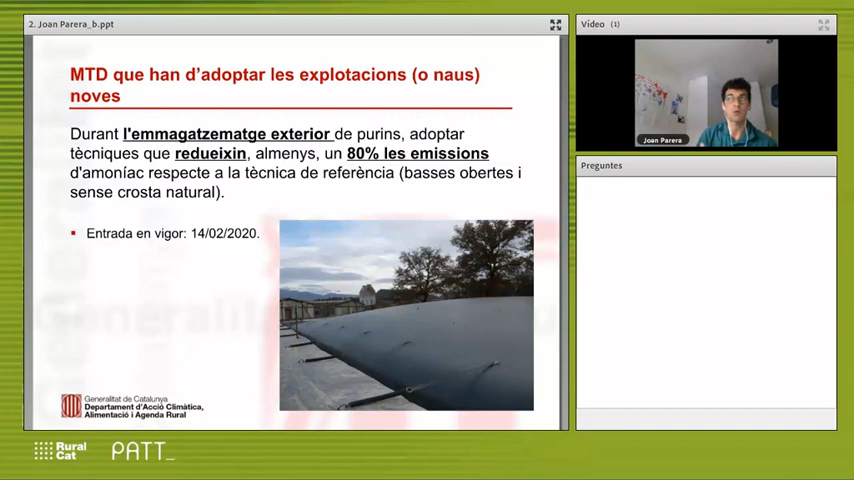 2. Joan Parera_b.ppt
MTD que han d'adoptar les explotacions (o naus)
noves
Durant l'emmagatzematge exterior de purins, adoptar
tècniques que redueixin, almenys, un 80% les emissions
d'amoníac respecte a la tècnica de referència (basses obertes i
sense crosta natural).
Entrada en vigor: 14/02/2020.
Generalitat de Catalunya
Departament d'Acció Climàtica,
Alimentació i Agenda Rural
Vídeo (1)
Joan Parera
Preguntes
Rural
Cat
PATT_